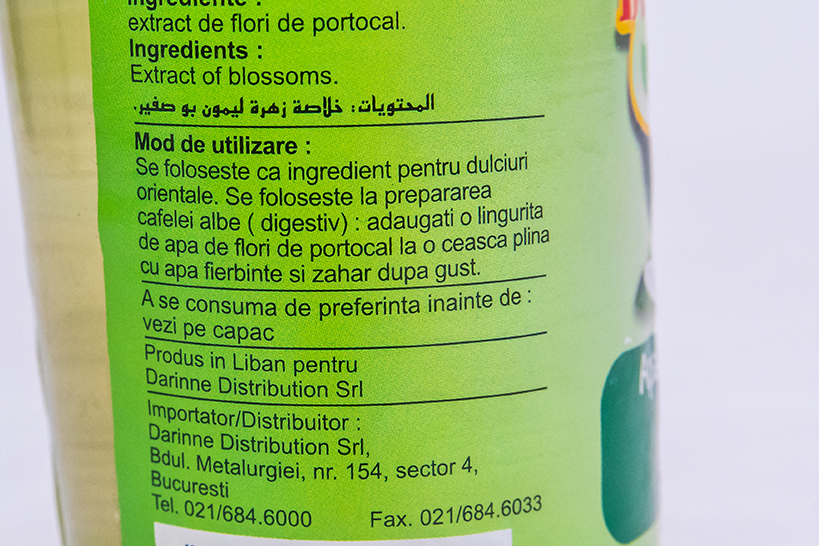 Ingrediente :
extract de flori de portocal.
Ingredients :
Extract of blossoms.
المحتويات: خلاصة زهرة ليمون بو صفير.
Mod de utilizare :
Se foloseste ca ingredient pentru dulciuri
orientale. Se foloseste la prepararea
cafelei albe ( digestiv) : adaugati o lingurita
de apa de flori de portocal la o ceasca plina
cu apa fierbinte si zahar dupa gust.
A se consuma de preferinta inainte de :
vezi pe capac
Produs in Liban pentru
Darinne Distribution Srl
Importator/Distribuitor :
Darinne Distribution Srl,
Bdul. Metalurgiei, nr. 154, sector 4,
Bucuresti
Tel. 021/684.6000 Fax. 021/684.6033